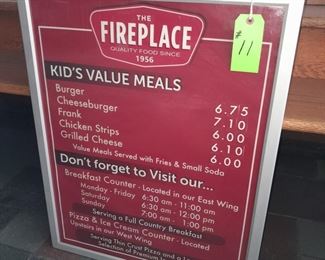 THE
FIREPLACE
QUALITY FOOD SINCE
1956
# 11
KID'S VALUE MEALS
Burger 6.75
Cheeseburger 7.10
Frank 6.00
Chicken Strips 6.10
Grilled Cheese 6.00
Value Meals Served with Fries & Small Soda
Don't forget to Visit our...
Breakfast Counter - Located in our East Wing
Monday - Friday 6:30 am - 11:00 am
Saturday 6:30 am - 12:00 pm
Sunday 7:00 am - 1:00 pm
Serving a Full Country Breakfast
Pizza & Ice Cream Counter - Located
Upstairs in our West Wing
Serving Thin Crust Pizza and a
Selection of Premium